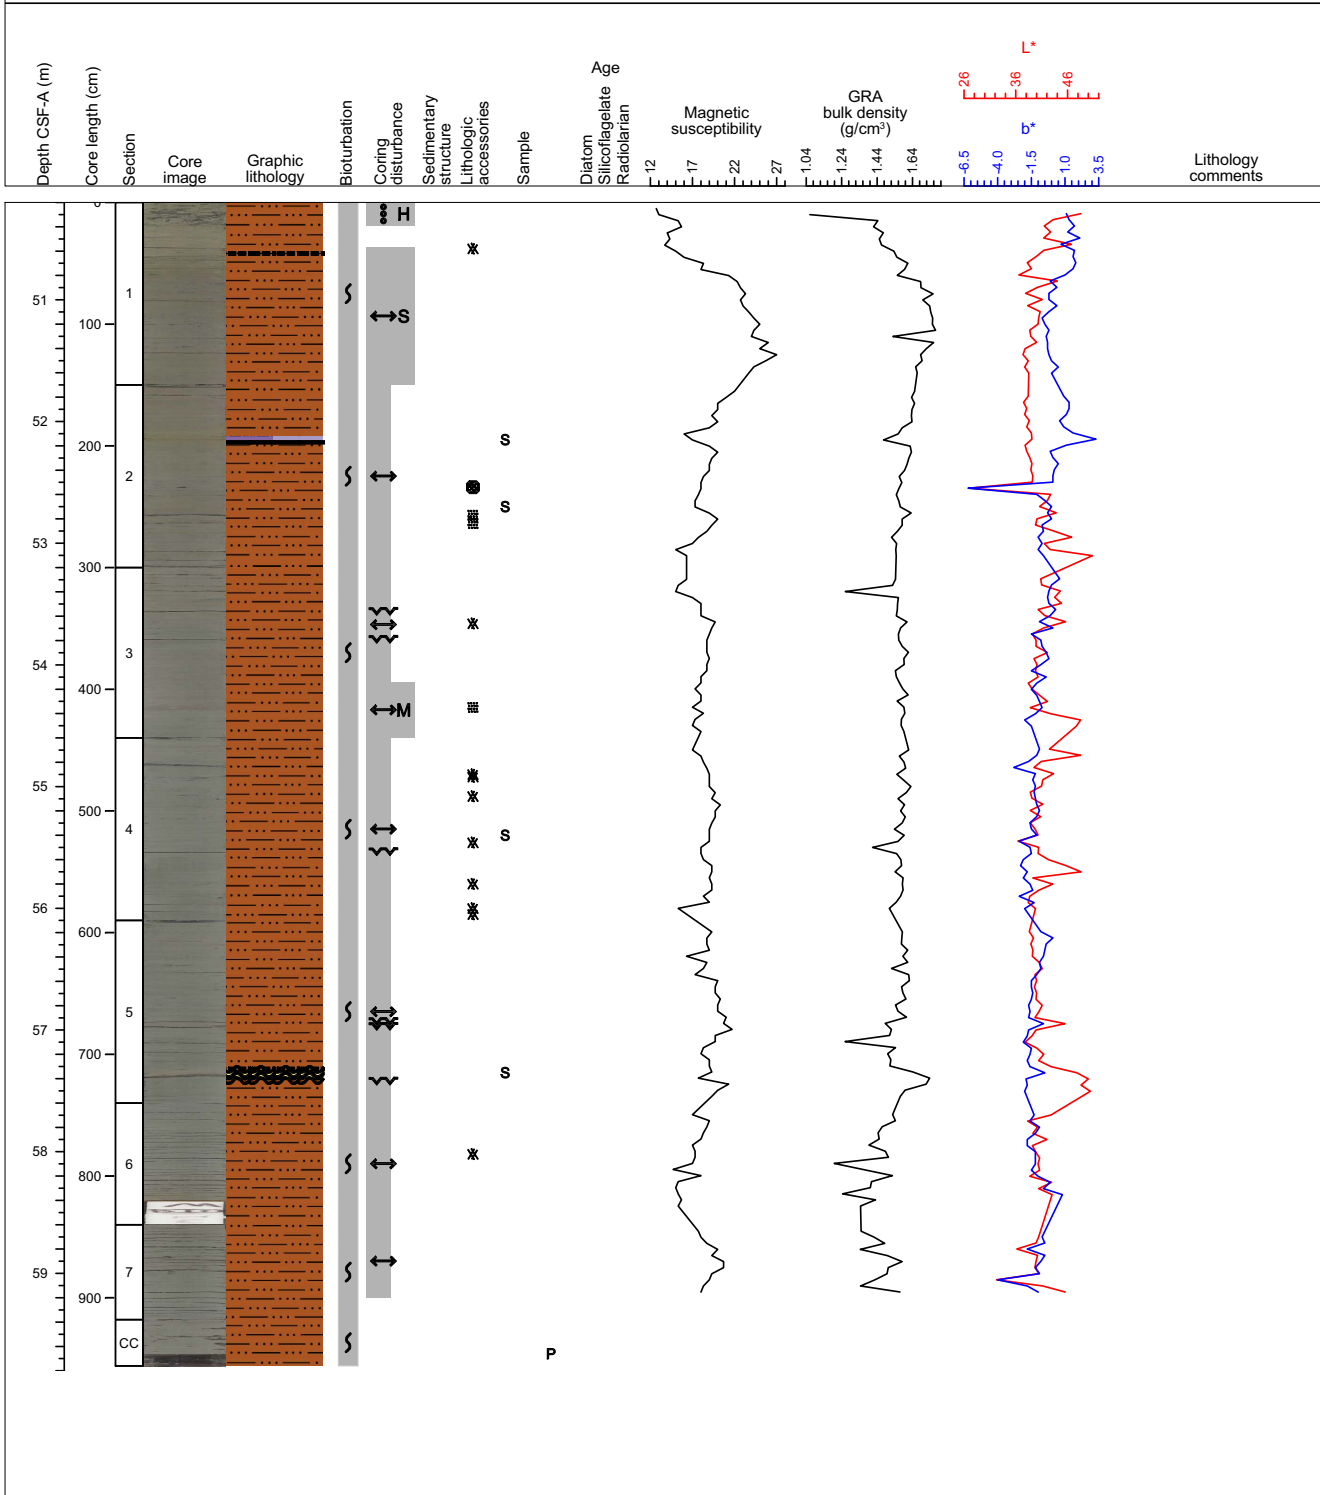 Depth CSF-A (m)
Core length (cm)
Section
Core
image
Graphic
lithology
Bioturbation
Coring
disturbance
Sedimentary
structure
Lithologic
accessories
Sample
Age
Diatom
Silicoflagelate
Radiolarian
Magnetic
susceptibility
12 17 22 27
GRA
bulk density
(g/cm³)
1.04 1.24 1.44 1.64
L*
26 36 46
b*
-6.5 -4.0 -1.5 1.0 3.5
Lithology
comments
0
H
1
51
100
S
52
S
200
2
S
53
300
3
54
400
M
55
500
4
S
56
600
5
57
700
S
58
6
800
59
7
900
CC
P